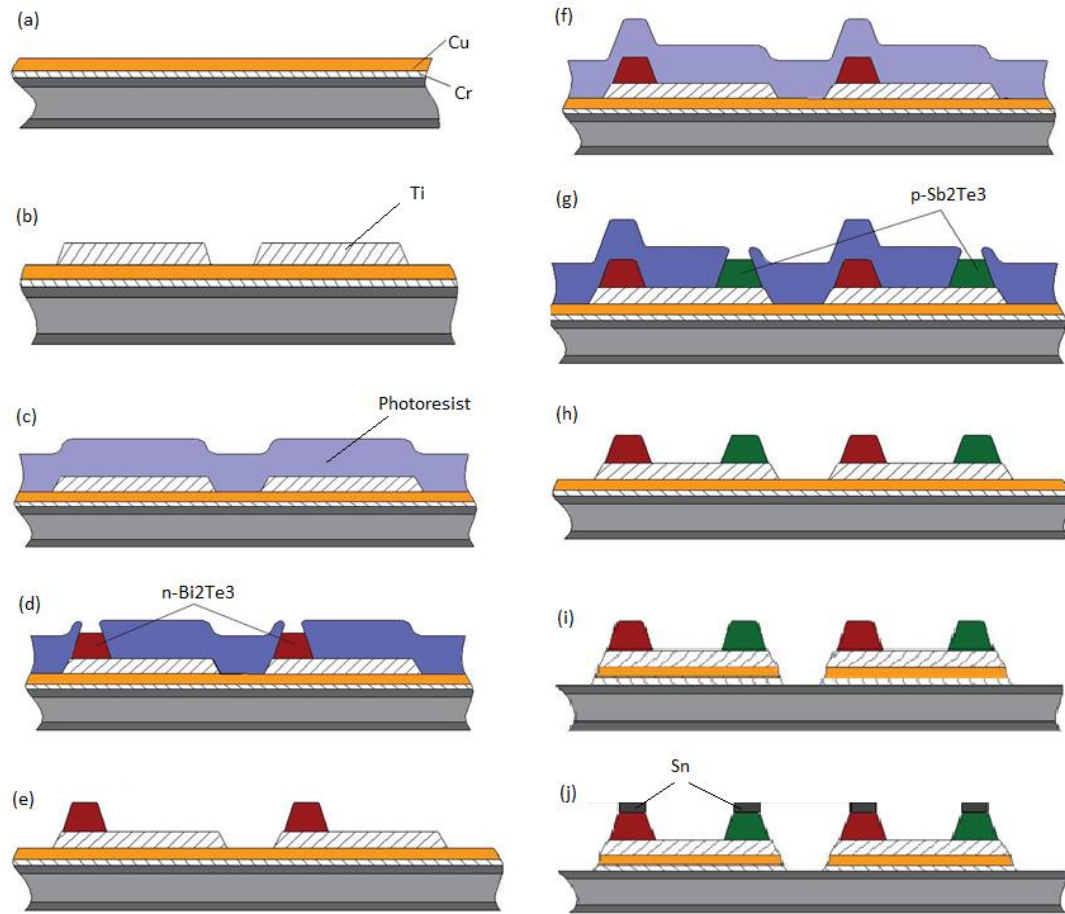 (a)
Cu
Cr
(b)
Ti
(c)
Photoresist
(d)
n-Bi2Te3
(e)
(f)
(g)
p-Sb2Te3
(h)
(i)
(j)
Sn